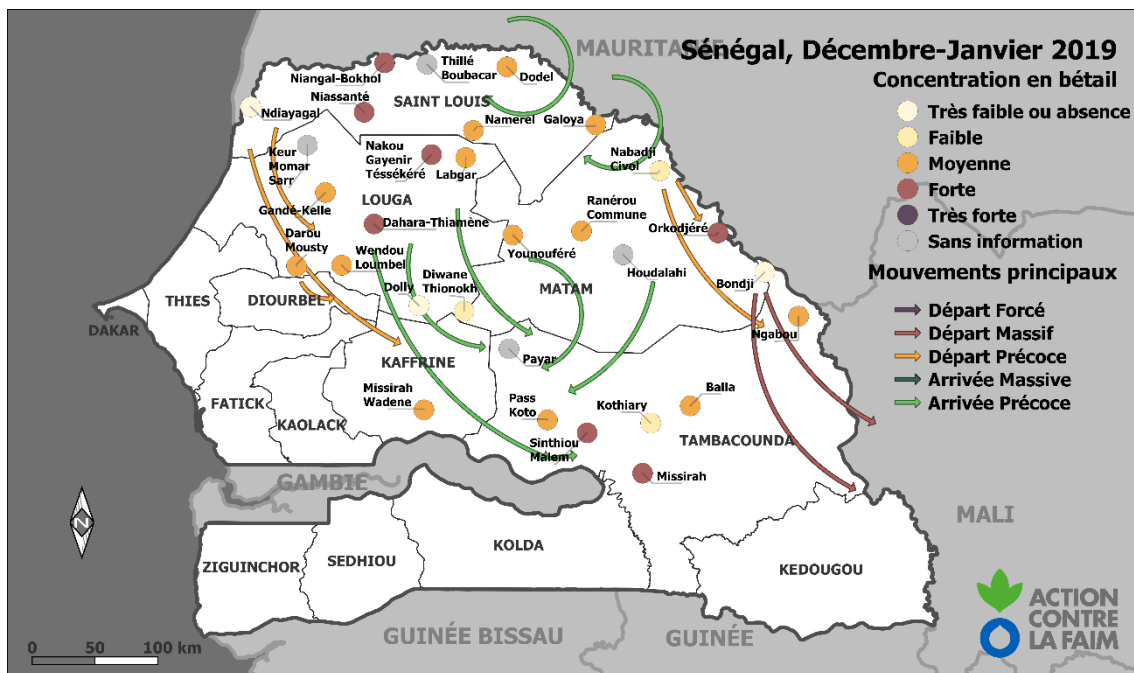 MAURITANIE
Sénégal, Décembre-Janvier 2019
Concentration en bétail
Très faible ou absence
Faible
Moyenne
Forte
Très forte
Sans information
Mouvements principaux
Départ Forcé
Départ Massif
Départ Précoce
Arrivée Massive
Arrivée Précoce
Niangal-Bokhol
Thillé
Boubacar
Dodel
Niassanté
SAINT LOUIS
Ndiayagal
Namerel
Galoya
Keur
Momar
Sarr
Nakou
Gayenir
Téssékéré
Labgar
Nabadji
Civol
LOUGA
Gandé-Kelle
Ranérou
Commune
Dahara-Thiamène
Orkodjéré
Darou
Mousty
Wendou
Loumbel
Younouféré
Houdalahi
Diwane
Thionokh
Dolly
MATAM
Bondji
THIES
DIOURBEL
DAKAR
Ngabou
Payar
KAFFRINE
Missirah
Wadene
Balla
FATICK
Pass
Koto
Kothiary
KAOLACK
TAMBACOUNDA
Sinthiou
Malem
Missirah
GAMBIE
N
MALI
KOLDA
SEDHIOU
ZIGUINCHOR
KEDOUGOU
GUINÉE BISSAU
GUINÉE
ACTION
CONTRE
LA FAIM
0 50 100 km